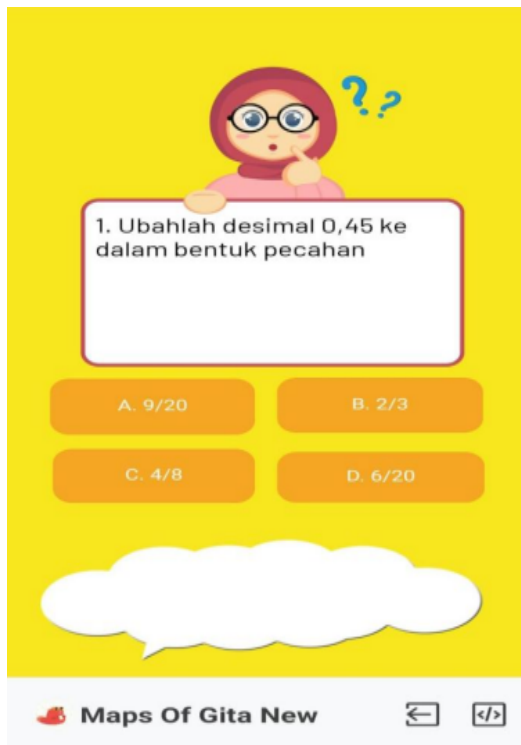 ??
1. Ubahlah desimal 0,45 ke
dalam bentuk pecahan
A. 9/20
B. 2/3
C. 4/8
D. 6/20
Maps Of Gita New
</>